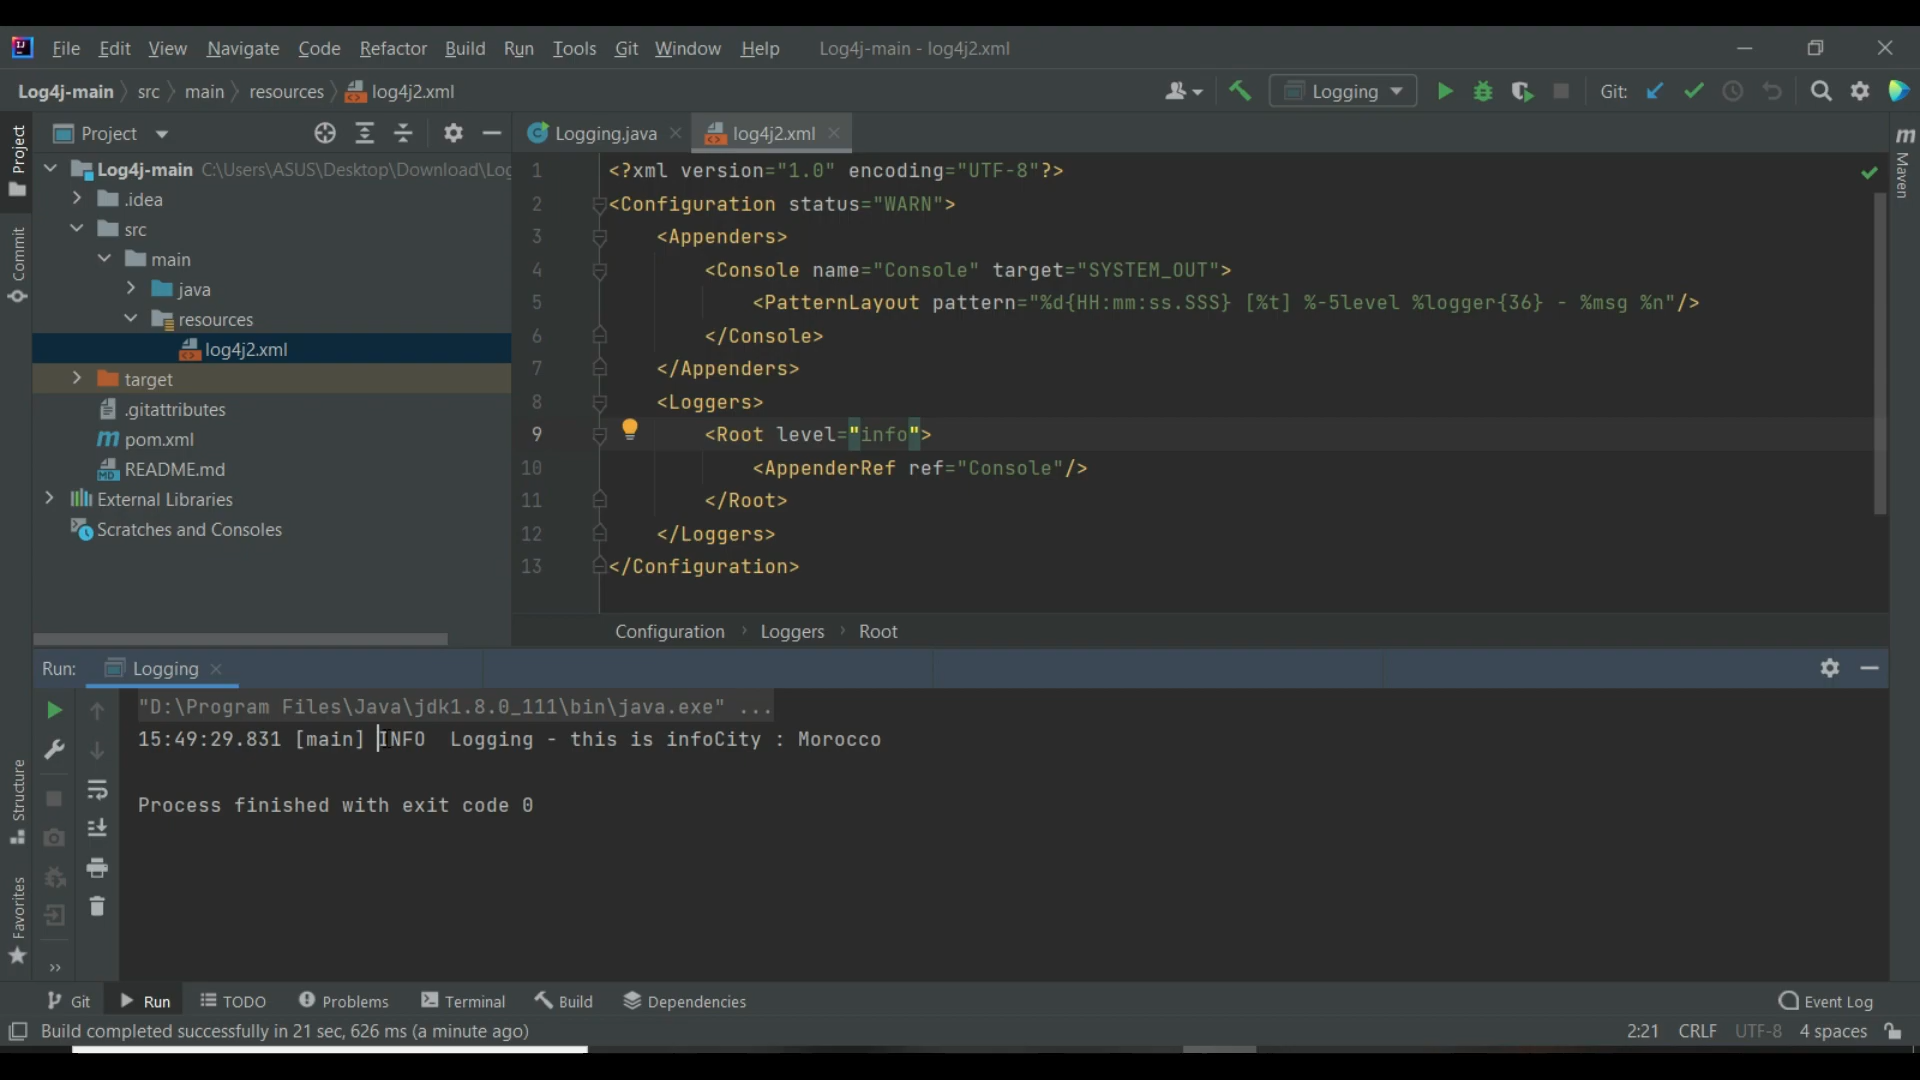 File Edit View Navigate Code Refactor Build Run Tools Git Window Help Log4j-main - log4j2.xml
Log4j-main src main resources log4j2.xml Logging Git:
Project Logging.java log4j2.xml
Log4j-main C:\Users\ASUS\Desktop\Download\Log
.idea
src
main
java
resources
log4j2.xml
target
.gitattributes
pom.xml
README.md
External Libraries
Scratches and Consoles
1 <?xml version="1.0" encoding="UTF-8"?>
2 <Configuration status="WARN">
3 <Appenders>
4 <Console name="Console" target="SYSTEM_OUT">
5 <PatternLayout pattern="%d{HH:mm:ss.SSS} [%t] %-5level %logger{36} - %msg %n"/>
6 </Console>
7 </Appenders>
8 <Loggers>
9 <Root level="info">
10 <AppenderRef ref="Console"/>
11 </Root>
12 </Loggers>
13 </Configuration>
Configuration Loggers Root
Project
Commit
Structure
Favorites
Maven
Run: Logging
"D:\Program Files\Java\jdk1.8.0_111\bin\java.exe" ...
15:49:29.831 [main] INFO  Logging - this is infoCity : Morocco
Process finished with exit code 0
Git Run TODO Problems Terminal Build Dependencies Event Log
Build completed successfully in 21 sec, 626 ms (a minute ago) 2:21 CRLF UTF-8 4 spaces